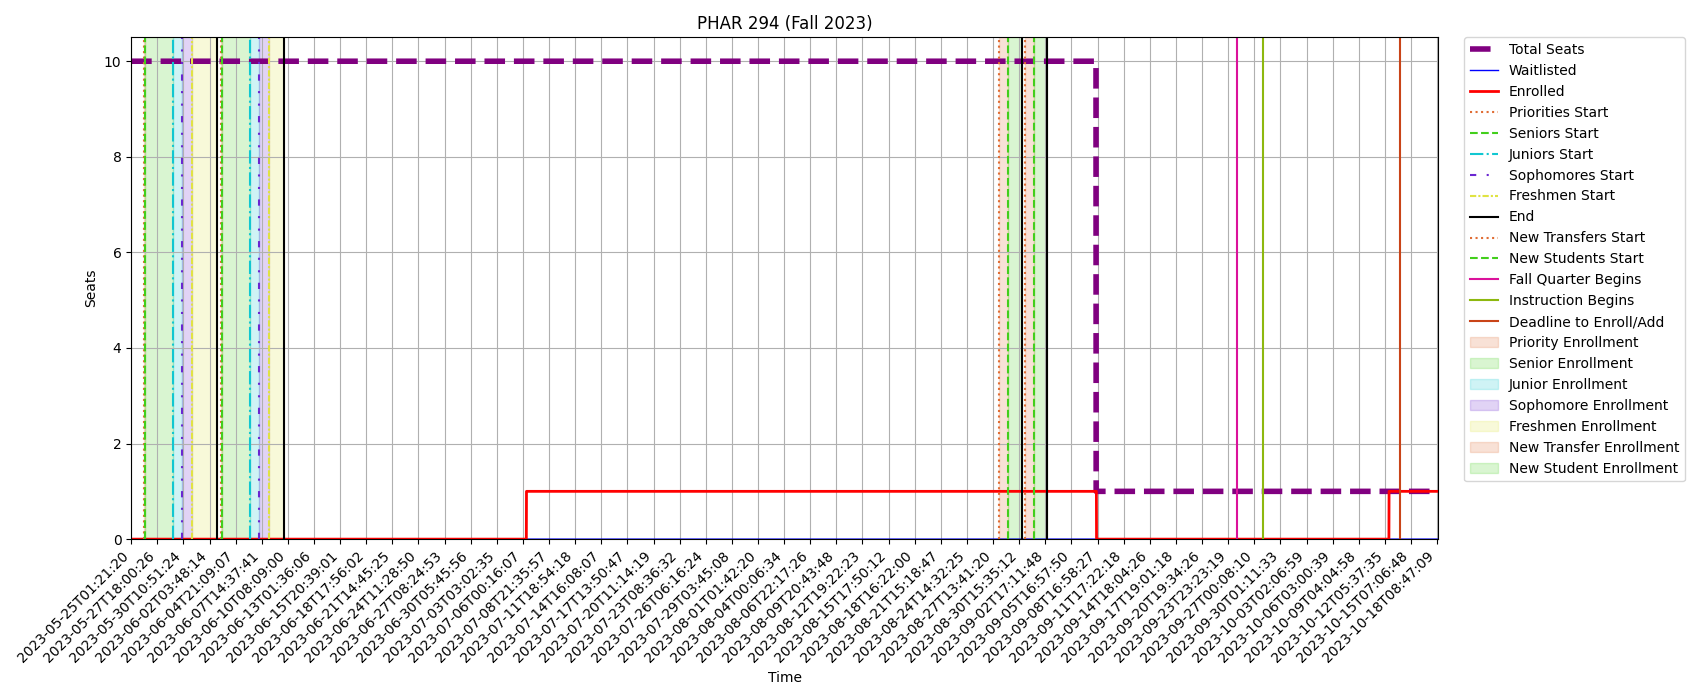 PHAR 294 (Fall 2023)
Seats
10
8
6
4
2
0
2023-05-25T01:21:20
2023-05-27T18:00:26
2023-05-30T10:51:24
2023-06-02T03:48:14
2023-06-04T21:09:07
2023-06-07T14:37:41
2023-06-10T08:09:00
2023-06-13T01:36:06
2023-06-15T20:39:01
2023-06-18T17:56:02
2023-06-21T14:45:25
2023-06-24T11:28:50
2023-06-27T08:24:53
2023-06-30T05:45:56
2023-07-03T03:02:35
2023-07-06T00:16:07
2023-07-08T21:35:57
2023-07-11T18:54:18
2023-07-14T16:08:07
2023-07-17T13:50:47
2023-07-20T11:14:19
2023-07-23T08:36:32
2023-07-26T06:16:24
2023-07-29T03:45:08
2023-08-01T01:42:20
2023-08-04T00:06:34
2023-08-06T22:17:26
2023-08-09T20:43:48
2023-08-12T19:22:23
2023-08-15T17:50:12
2023-08-18T16:22:00
2023-08-21T15:18:47
2023-08-24T14:32:25
2023-08-27T13:41:20
2023-08-30T15:35:12
2023-09-02T17:11:48
2023-09-05T16:57:50
2023-09-08T16:58:27
2023-09-11T17:22:18
2023-09-14T18:04:26
2023-09-17T19:01:18
2023-09-20T19:34:26
2023-09-23T23:23:19
2023-09-27T00:08:10
2023-09-30T01:11:33
2023-10-03T02:06:59
2023-10-06T03:00:39
2023-10-09T04:04:58
2023-10-12T05:37:35
2023-10-15T07:06:48
2023-10-18T08:47:09
Time
Total Seats
Waitlisted
Enrolled
Priorities Start
Seniors Start
Juniors Start
Sophomores Start
Freshmen Start
End
New Transfers Start
New Students Start
Fall Quarter Begins
Instruction Begins
Deadline to Enroll/Add
Priority Enrollment
Senior Enrollment
Junior Enrollment
Sophomore Enrollment
Freshmen Enrollment
New Transfer Enrollment
New Student Enrollment